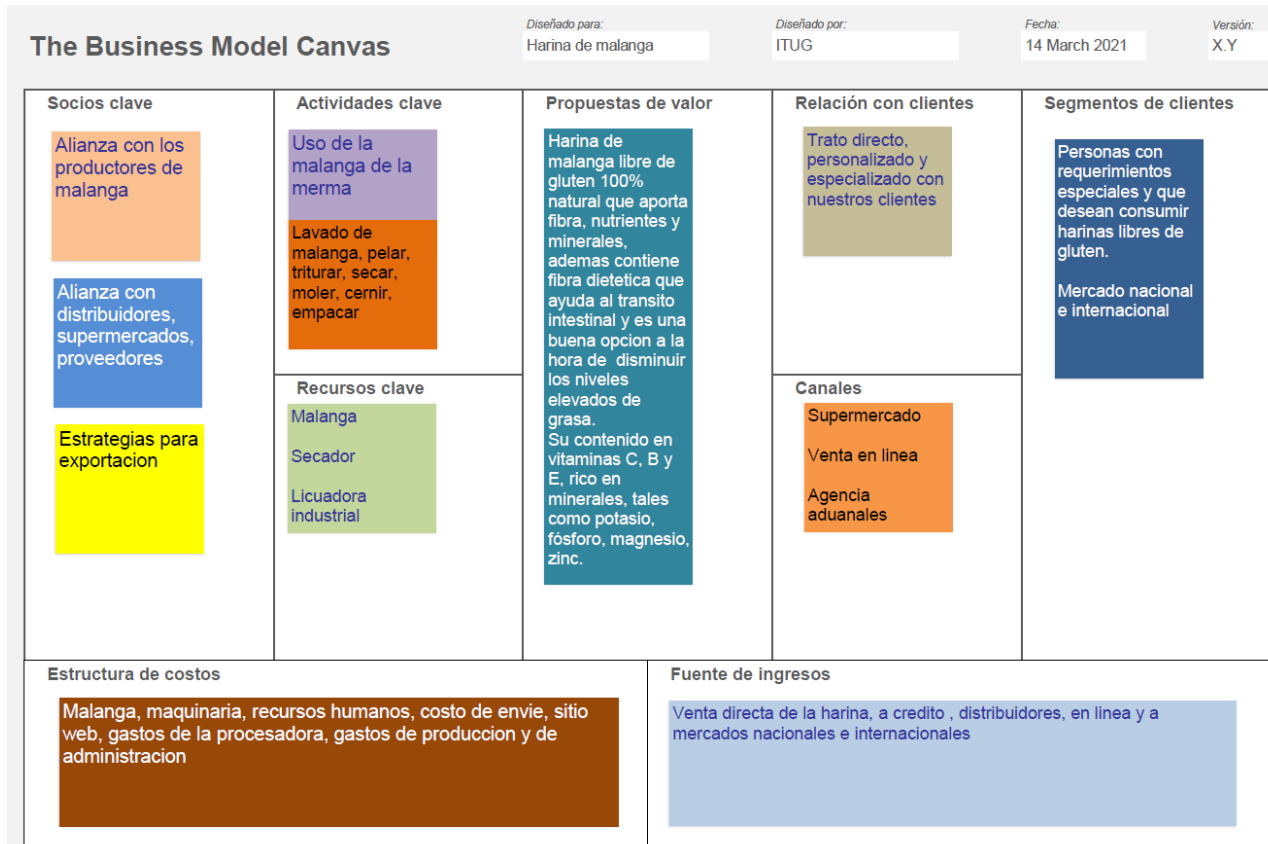 The Business Model Canvas
Diseñado para:
Harina de malanga
Diseñado por:
ITUG
Fecha:
14 March 2021
Versión:
X.Y
Socios clave
Alianza con los
productores de
malanga
Alianza con
distribuidores,
supermercados,
proveedores
Estrategias para
exportacion
Actividades clave
Uso de la
malanga de la
merma
Lavado de
malanga, pelar,
triturar, secar,
moler, cernir,
empacar
Recursos clave
Malanga
Secador
Licuadora
industrial
Propuestas de valor
Harina de
malanga libre de
gluten 100%
natural que aporta
fibra, nutrientes y
minerales,
ademas contiene
fibra dietetica que
ayuda al transito
intestinal y es una
buena opcion a la
hora de disminuir
los niveles
elevados de
grasa.
Su contenido en
vitaminas C, B y
E, rico en
minerales, tales
como potasio,
fósforo, magnesio,
zinc.
Relación con clientes
Trato directo,
personalizado y
especializado con
nuestros clientes
Canales
Supermercado
Venta en linea
Agencia
aduanales
Segmentos de clientes
Personas con
requerimientos
especiales y que
desean consumir
harinas libres de
gluten.
Mercado nacional
e internacional
Estructura de costos
Malanga, maquinaria, recursos humanos, costo de envie, sitio
web, gastos de la procesadora, gastos de produccion y de
administracion
Fuente de ingresos
Venta directa de la harina, a credito , distribuidores, en linea y a
mercados nacionales e internacionales